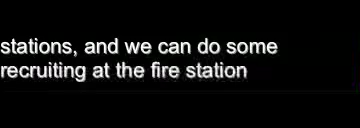 stations, and we can do some
recruiting at the fire station